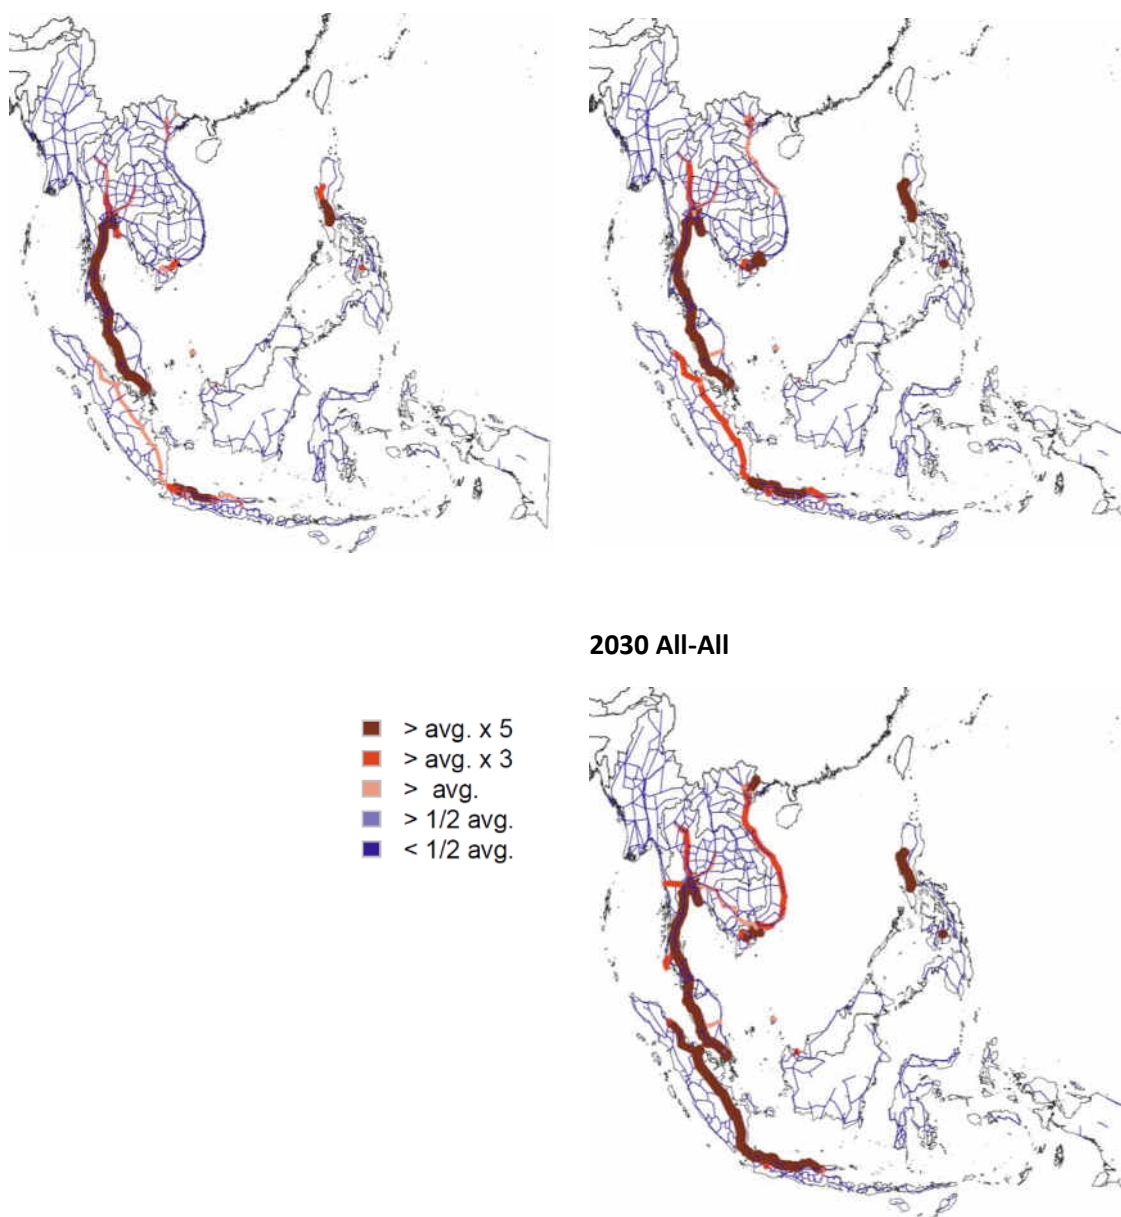 2030 All-All
> avg. x 5
> avg. x 3
> avg.
> 1/2 avg.
< 1/2 avg.